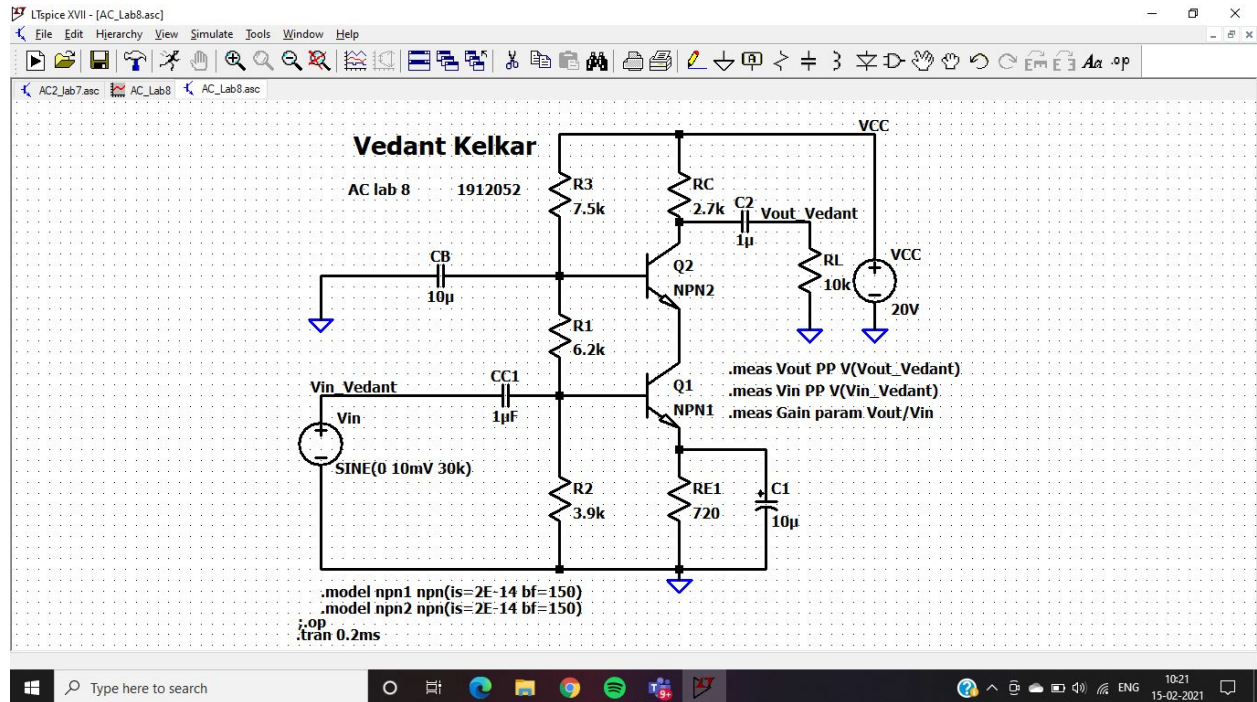 LTspice XVII - [AC_Lab8.asc]
File Edit Hierarchy View Simulate Tools Window Help
Aa .op
AC2_lab7.asc AC_Lab8 AC_Lab8.asc
VCC
Vedant Kelkar
AC lab 8 1912052
R3
7.5k
RC
2.7k
C2
1µ
Vout_Vedant
CB
10µ
Q2
NPN2
RL
10k
VCC
20V
R1
6.2k
Vin_Vedant
CC1
1µF
Q1
NPN1
.meas Vout PP V(Vout_Vedant)
.meas Vin PP V(Vin_Vedant)
.meas Gain param Vout/Vin
Vin
SINE(0 10mV 30k)
R2
3.9k
RE1
720
C1
10µ
.model npn1 npn(is=2E-14 bf=150)
.model npn2 npn(is=2E-14 bf=150)
;.op
.tran 0.2ms
Type here to search
9+
ENG
10:21
15-02-2021